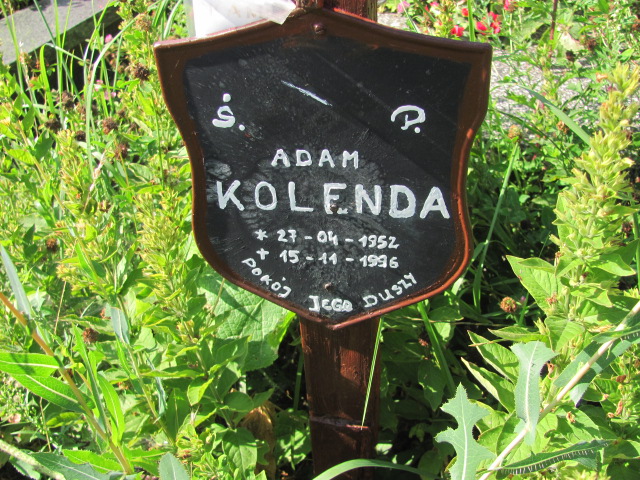 Ś. P.
ADAM
KOLENDA
* 27-04-1952
+ 15-11-1996
POKÓJ JEGO DUSZY